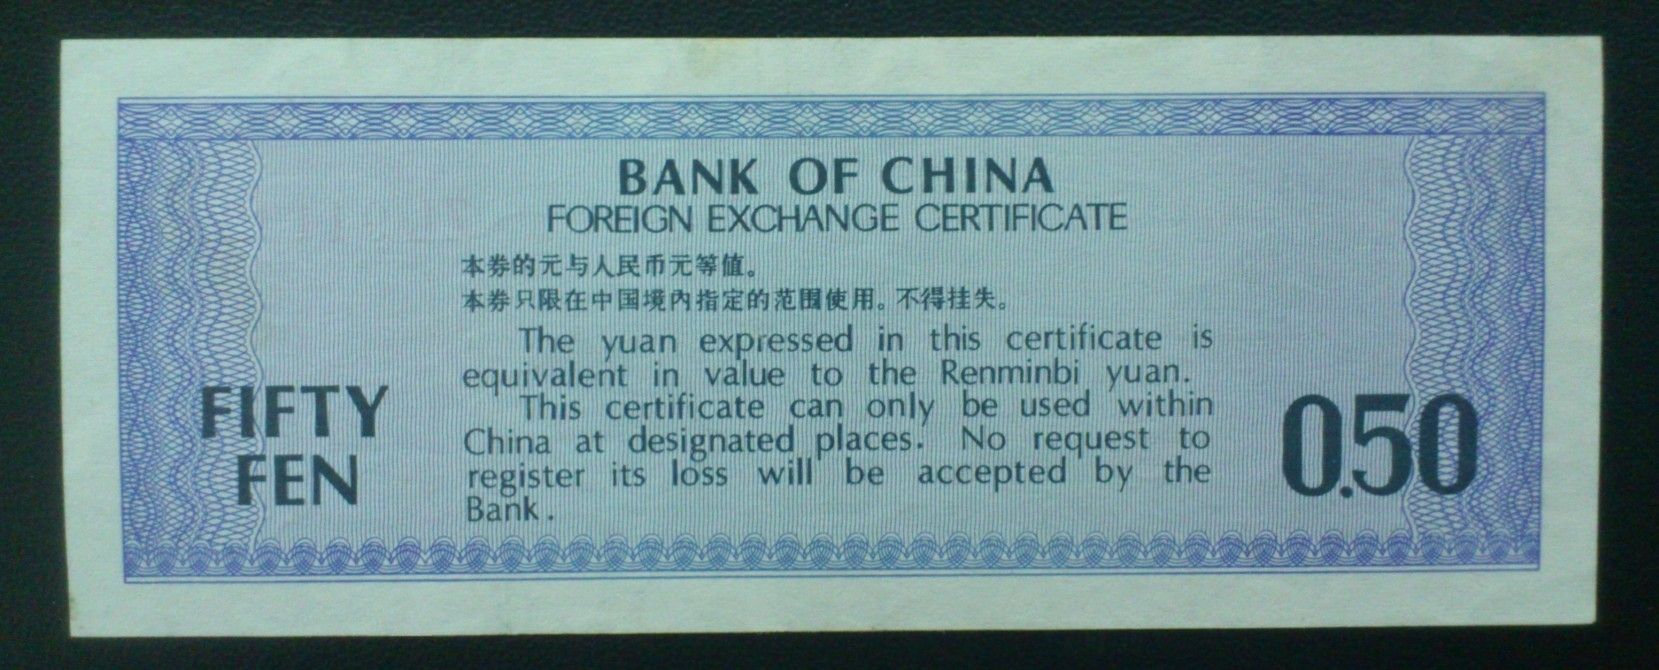 BANK OF CHINA
FOREIGN EXCHANGE CERTIFICATE
本券的元与人民币元等值。
本券只限在中国境内指定的范围使用。不得挂失。
The yuan expressed in this certificate is
equivalent in value to the Renminbi yuan.
This certificate can only be used within
China at designated places. No request to
register its loss will be accepted by the
Bank.
FIFTY
FEN
0.50